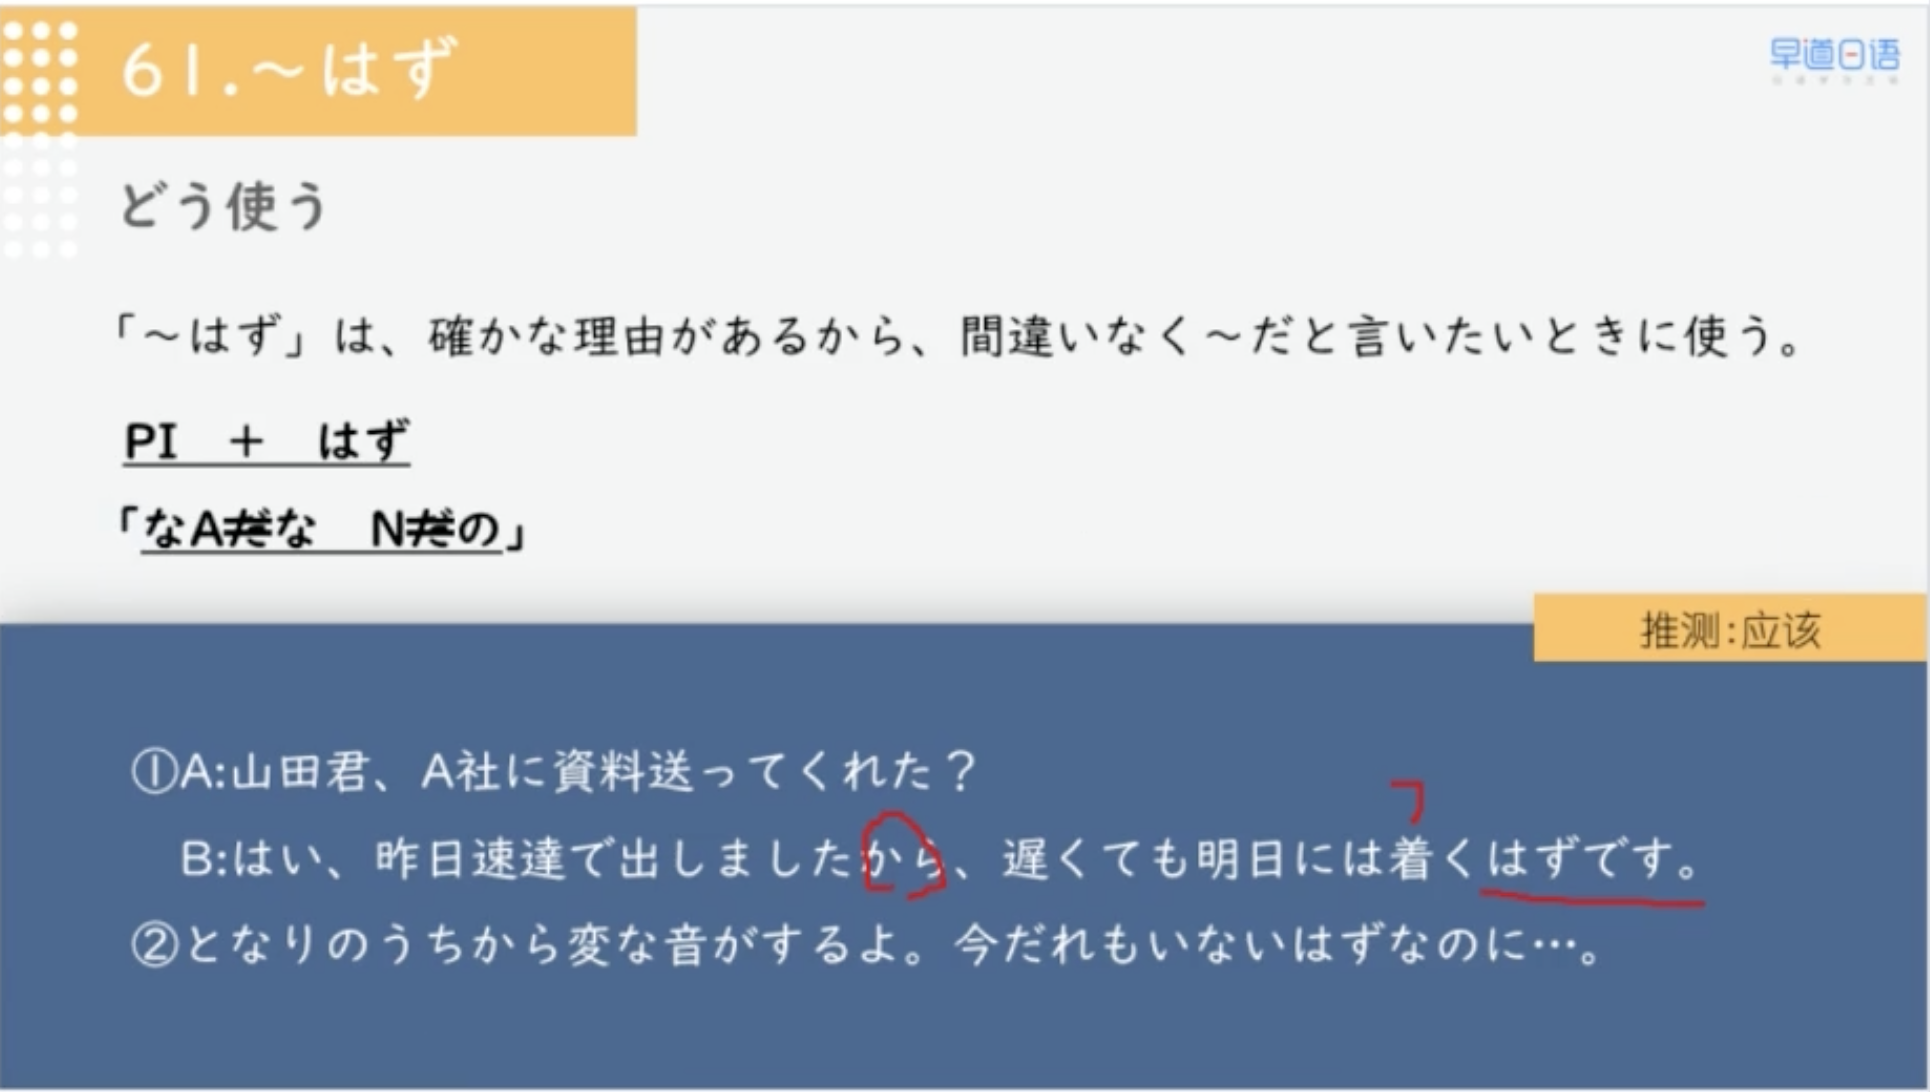 61.～はず
早道日语
どう使う
「～はず」は、確かな理由があるから、間違いなく～だと言いたいときに使う。
PI　＋　はず
「なAだな　Nだの」
推测:应该
①A:山田君、A社に資料送ってくれた？
B:はい、昨日速達で出しましたから、遅くても明日には着くはずです。
②となりのうちから変な音がするよ。今だれもいないはずなのに…。